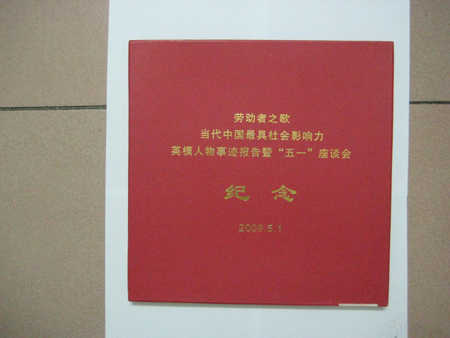 劳动者之歌
当代中国最具社会影响力
英模人物事迹报告暨“五一”座谈会
纪念
2009.5.1